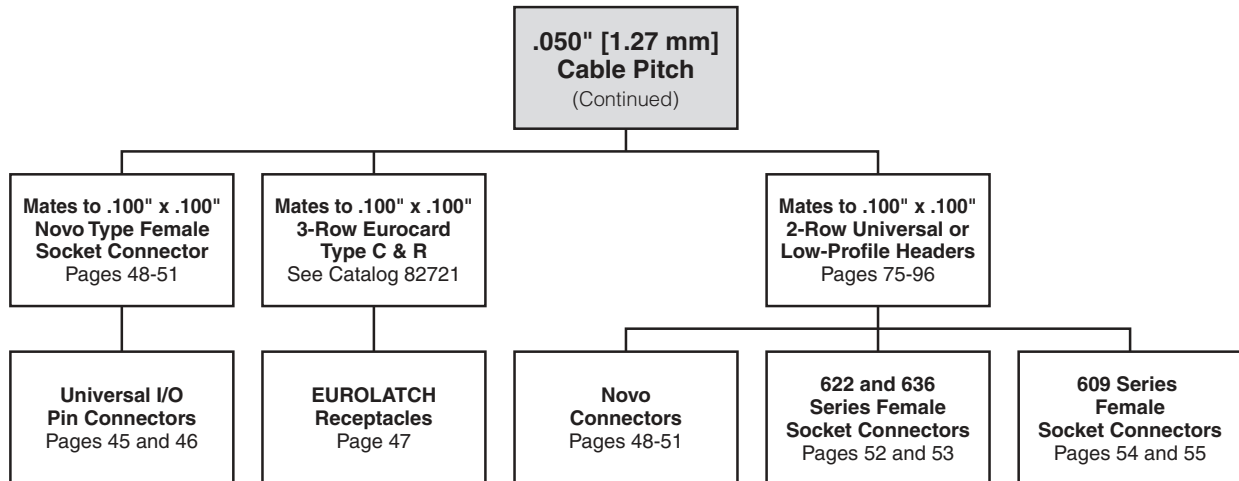 .050" [1.27 mm]
Cable Pitch
(Continued)
Mates to .100" x .100"
Novo Type Female
Socket Connector
Pages 48-51
Mates to .100" x .100"
3-Row Eurocard
Type C & R
See Catalog 82721
Mates to .100" x .100"
2-Row Universal or
Low-Profile Headers
Pages 75-96
Universal I/O
Pin Connectors
Pages 45 and 46
EUROLATCH
Receptacles
Page 47
Novo
Connectors
Pages 48-51
622 and 636
Series Female
Socket Connectors
Pages 52 and 53
609 Series
Female
Socket Connectors
Pages 54 and 55